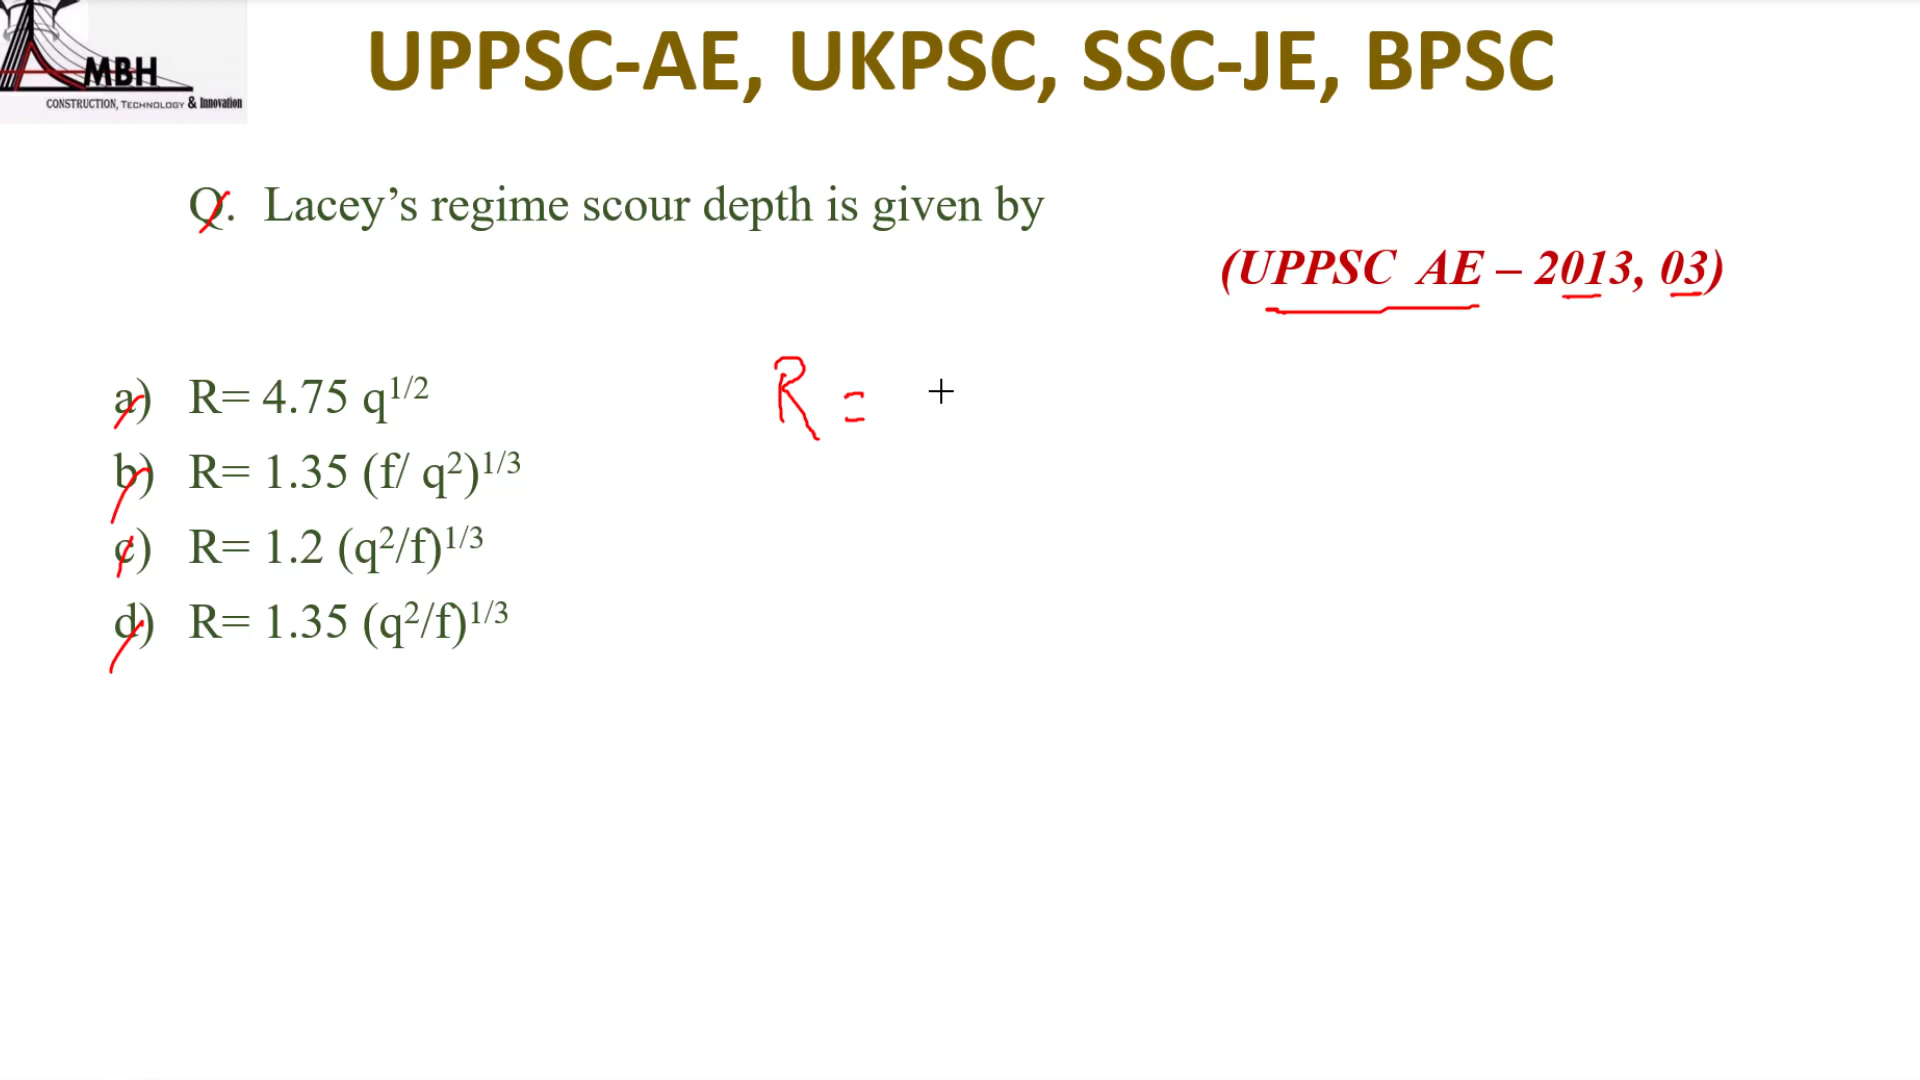 MBH
CONSTRUCTION, TECHNOLOGY & Innovation
UPPSC-AE, UKPSC, SSC-JE, BPSC
Q. Lacey’s regime scour depth is given by
(UPPSC AE – 2013, 03)
a) R= 4.75 q^1/2
R =
b) R= 1.35 (f/ q²)^1/3
c) R= 1.2 (q²/f)^1/3
d) R= 1.35 (q²/f)^1/3